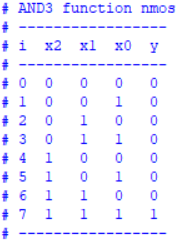 # AND3 function nmos
# ------------------
# i  x2  x1  x0  y
# ------------------
# 0  0   0   0   0
# 1  0   0   1   0
# 2  0   1   0   0
# 3  0   1   1   0
# 4  1   0   0   0
# 5  1   0   1   0
# 6  1   1   0   0
# 7  1   1   1   1
# ------------------